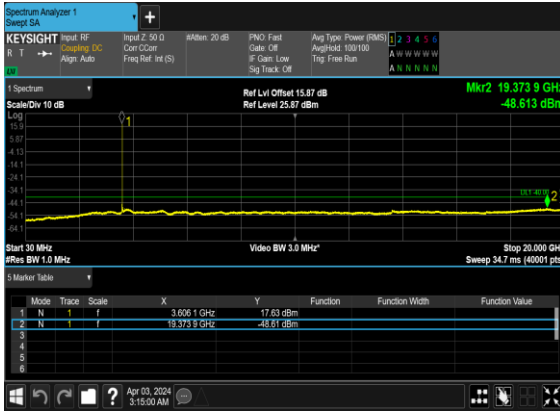 Spectrum Analyzer 1
Swept SA
+
KEYSIGHT Input: RF Input Z: 50 Ω #Atten: 20 dB PNO: Fast Avg Type: Power (RMS) 1 2 3 4 5 6
R T Coupling: DC Corr CCorr Gate: Off Avg|Hold: 100/100 A W W W W W
Align: Auto Freq Ref: Int (S) IF Gain: Low Trig: Free Run
Sig Track: Off A N N N N N
1 Spectrum Ref Lvl Offset 15.87 dB Mkr2 19.373 9 GHz
Scale/Div 10 dB Ref Level 25.87 dBm -48.613 dBm
Log
15.9
5.87
-4.13
-14.1
-24.1
-34.1
-44.1
-54.1
-64.1
1
2
Start 30 MHz Video BW 3.0 MHz* Stop 20.000 GHz
#Res BW 1.0 MHz Sweep 34.7 ms (40001 pts)
5 Marker Table
Mode Trace Scale X Y Function Function Width Function Value
1 N 1 f 3.606 1 GHz 17.63 dBm
2 N 1 f 19.373 9 GHz -48.61 dBm
3
4
5
6
? Apr 03, 2024
3:15:00 AM